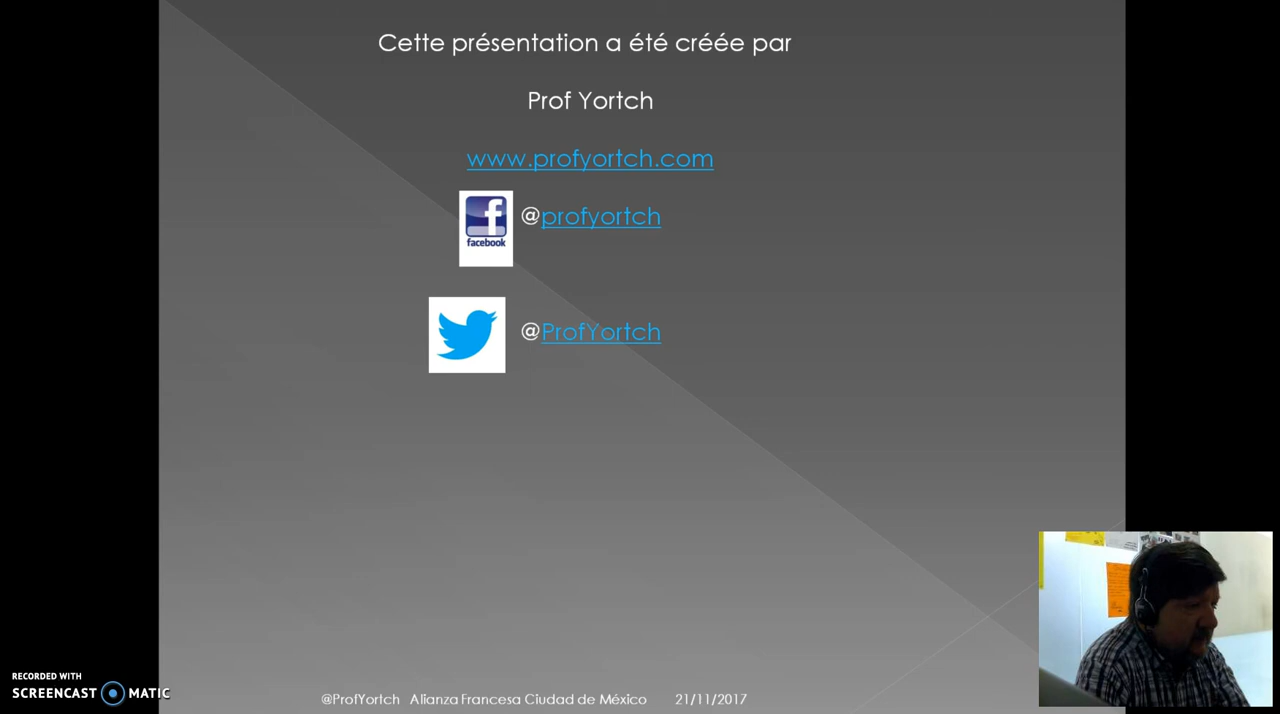 Cette présentation a été créée par
Prof Yortch
www.profyortch.com
facebook
@profyortch
@ProfYortch
RECORDED WITH
SCREENCAST MATIC
@ProfYortch Alianza Francesa Ciudad de México 21/11/2017